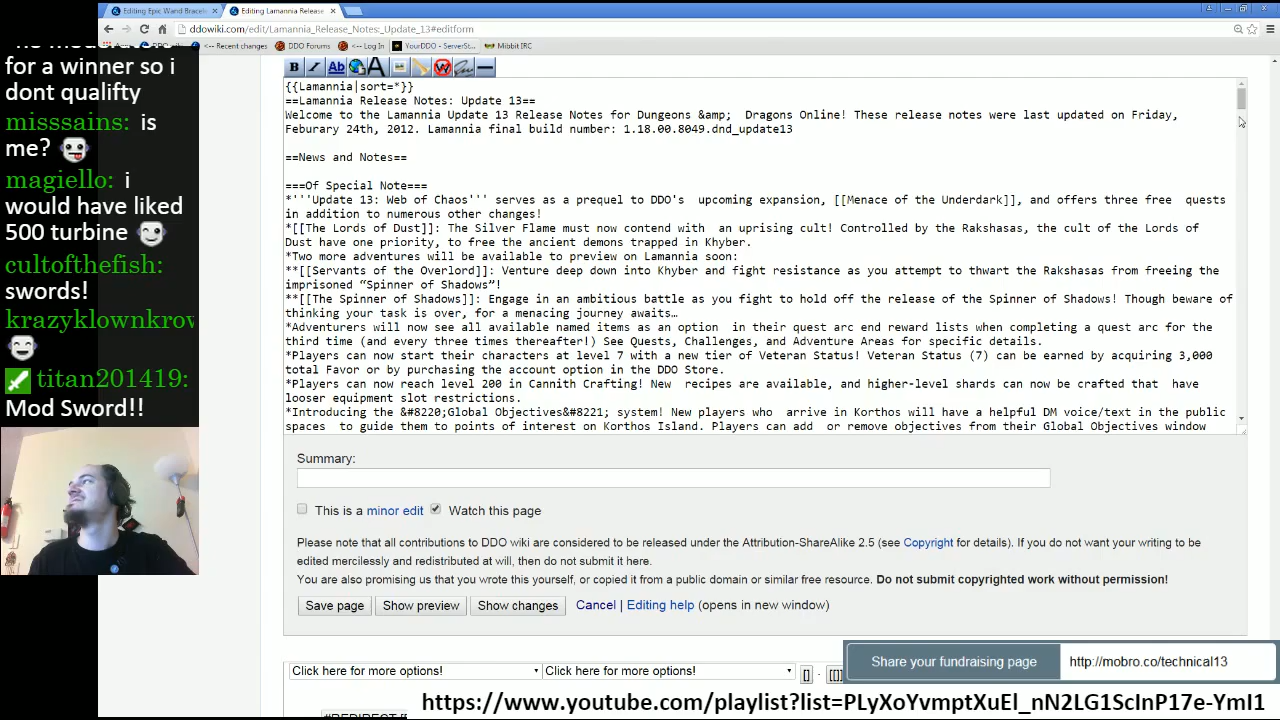 Editing Epic Wand Bracele
Editing Lamannia Release
ddowiki.com/edit/Lamannia_Release_Notes:_Update_13#editform
<-- Recent changes
DDO Forums
<-- Log In
YourDDO - ServerSt...
Mibbit IRC
for a winner so i
dont qualifty
misssains: is
me?
magiello: i
would have liked
500 turbine
cultofthefish:
swords!
krazyklownkrow
titan201419:
Mod Sword!!
{{Lamannia|sort=*}}
==Lamannia Release Notes: Update 13==
Welcome to the Lamannia Update 13 Release Notes for Dungeons &amp;  Dragons Online! These release notes were last updated on Friday,
Feburary 24th, 2012. Lamannia final build number: 1.18.00.8049.dnd_update13
==News and Notes==
===Of Special Note===
*'''Update 13: Web of Chaos''' serves as a prequel to DDO's  upcoming expansion, [[Menace of the Underdark]], and offers three free  quests
in addition to numerous other changes!
*[[The Lords of Dust]]: The Silver Flame must now contend with  an uprising cult! Controlled by the Rakshasas, the cult of the Lords of
Dust have one priority, to free the ancient demons trapped in Khyber.
*Two more adventures will be available to preview on Lamannia soon:
**[[Servants of the Overlord]]: Venture deep down into Khyber and fight resistance as you attempt to thwart the Rakshasas from freeing the
imprisoned “Spinner of Shadows”!
**[[The Spinner of Shadows]]: Engage in an ambitious battle as you fight to hold off the release of the Spinner of Shadows! Though beware of
thinking your task is over, for a menacing journey awaits…
*Adventurers will now see all available named items as an option  in their quest arc end reward lists when completing a quest arc for the
third time (and every three times thereafter!) See Quests, Challenges, and Adventure Areas for specific details.
*Players can now start their characters at level 7 with a new tier of Veteran Status! Veteran Status (7) can be earned by acquiring 3,000
total Favor or by purchasing the account option in the DDO Store.
*Players can now reach level 200 in Cannith Crafting! New  recipes are available, and higher-level shards can now be crafted that  have
looser equipment slot restrictions.
*Introducing the &#8220;Global Objectives&#8221; system! New players who  arrive in Korthos will have a helpful DM voice/text in the public
spaces  to guide them to points of interest on Korthos Island. Players can add  or remove objectives from their Global Objectives window
Summary:
This is a minor edit
Watch this page
Please note that all contributions to DDO wiki are considered to be released under the Attribution-ShareAlike 2.5 (see Copyright for details). If you do not want your writing to be
edited mercilessly and redistributed at will, then do not submit it here.
You are also promising us that you wrote this yourself, or copied it from a public domain or similar free resource. Do not submit copyrighted work without permission!
Save page
Show preview
Show changes
Cancel | Editing help (opens in new window)
Click here for more options!
Click here for more options!
[] · [[]]
Share your fundraising page
http://mobro.co/technical13
https://www.youtube.com/playlist?list=PLyXoYvmptXuEl_nN2LG1ScInP17e-YmI1